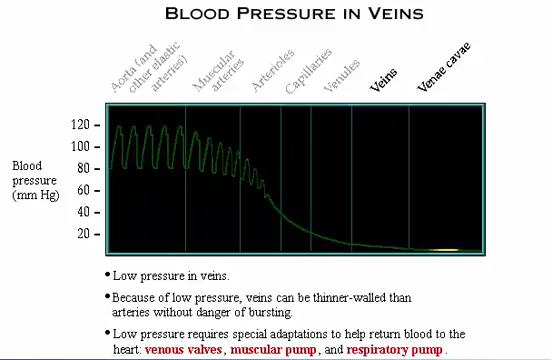 BLOOD PRESSURE IN VEINS
Aorta (and
other elastic
arteries)
Muscular
arteries
Arterioles
Capillaries
Venules
Veins
Venae cavae
Blood
pressure
(mm Hg)
120
100
80
60
40
20
• Low pressure in veins.
• Because of low pressure, veins can be thinner-walled than
arteries without danger of bursting.
• Low pressure requires special adaptations to help return blood to the
heart: venous valves, muscular pump, and respiratory pump.